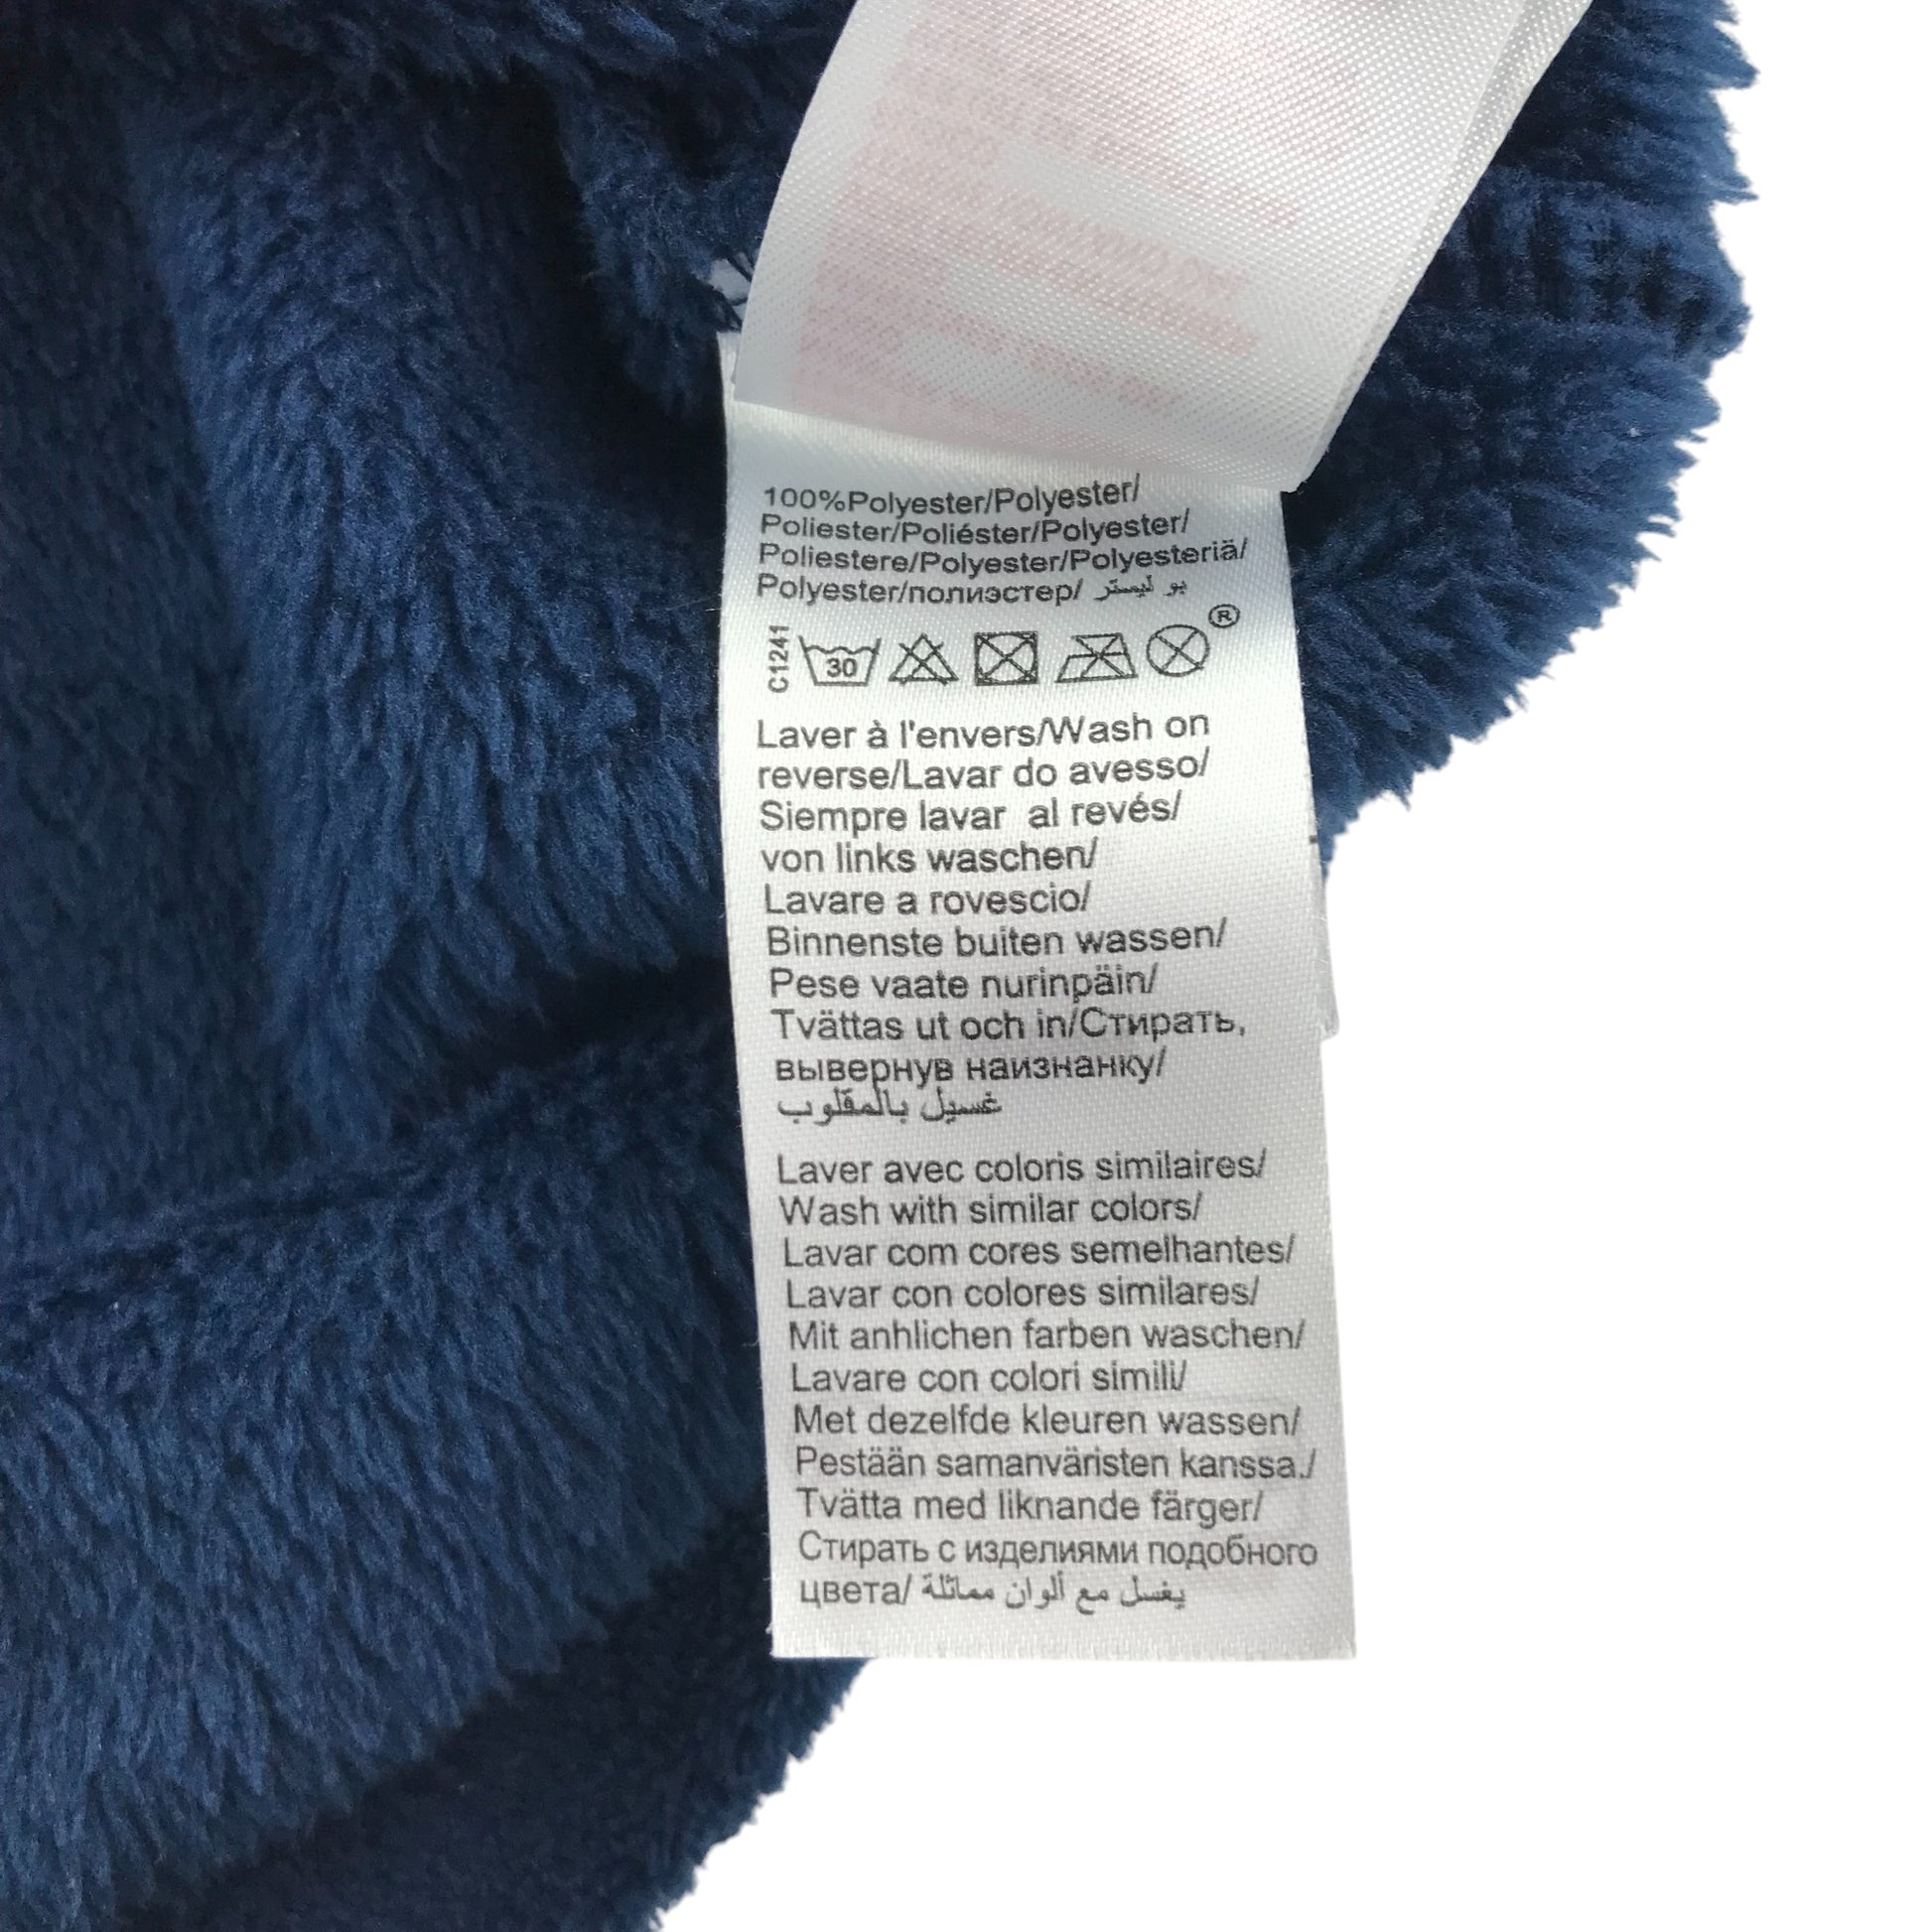 100%Polyester/Polyester/
Poliester/Poliéster/Polyester/
Poliestere/Polyester/Polyesteriä/
Polyester/полиэстер/ بو ليستر
C1241 30 ®
Laver à l'envers/Wash on
reverse/Lavar do avesso/
Siempre lavar al revés/
von links waschen/
Lavare a rovescio/
Binnenste buiten wassen/
Pese vaate nurinpäin/
Tvättas ut och in/Стирать,
вывернув наизнанку/
غسيل بالمقلوب
Laver avec coloris similaires/
Wash with similar colors/
Lavar com cores semelhantes/
Lavar con colores similares/
Mit anhlichen farben waschen/
Lavare con colori simili/
Met dezelfde kleuren wassen/
Pestään samanväristen kanssa./
Tvätta med liknande färger/
Стирать с изделиями подобного
цвета/ يغسل مع ألوان مماثلة